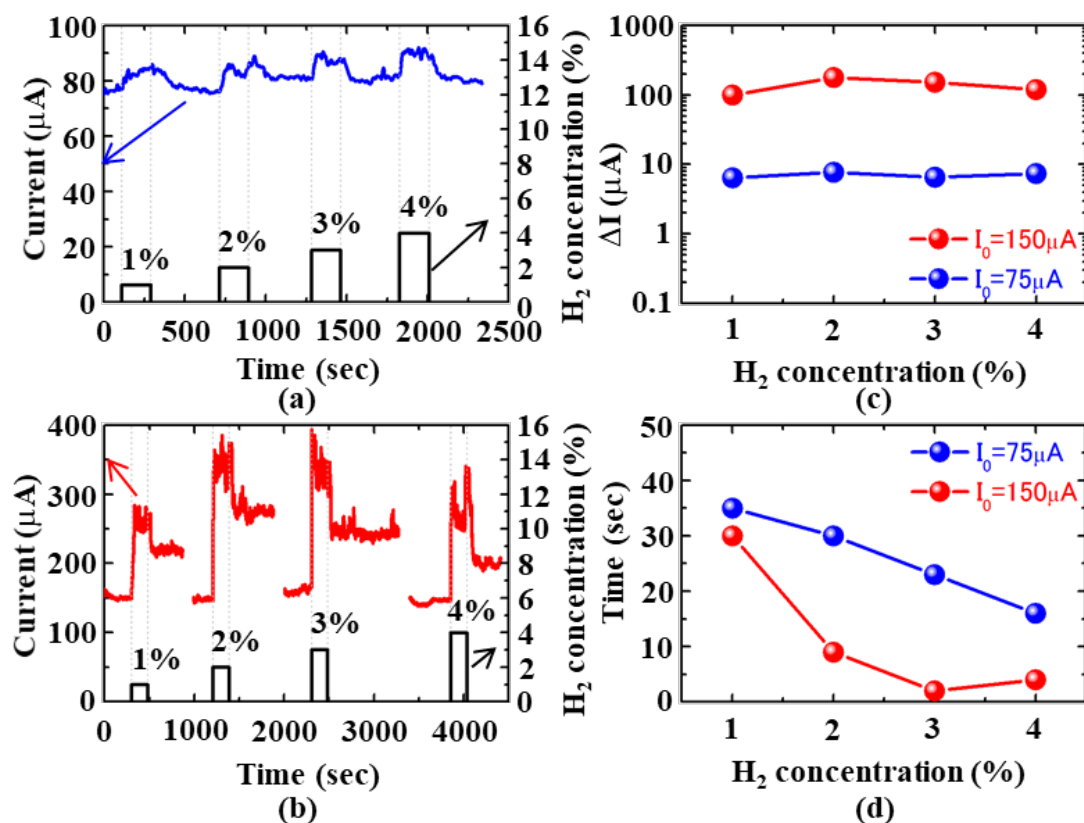 100
80
60
40
20
0
Current (μA)
16
14
12
10
8
6
4
2
0
H₂ concentration (%)
1%
2%
3%
4%
0 500 1000 1500 2000 2500
Time (sec)
(a)
100
10
1
0.1
ΔI (μA)
I₀=150μA
I₀=75μA
1 2 3 4
H₂ concentration (%)
(c)
400
300
250
200
150
100
50
0
Current (μA)
16
14
12
10
8
6
4
2
0
H₂ concentration (%)
1%
2%
3%
4%
0 1000 2000 3000 4000
Time (sec)
(b)
50
40
30
20
10
0
Time (sec)
I₀=75μA
I₀=150μA
1 2 3 4
H₂ concentration (%)
(d)